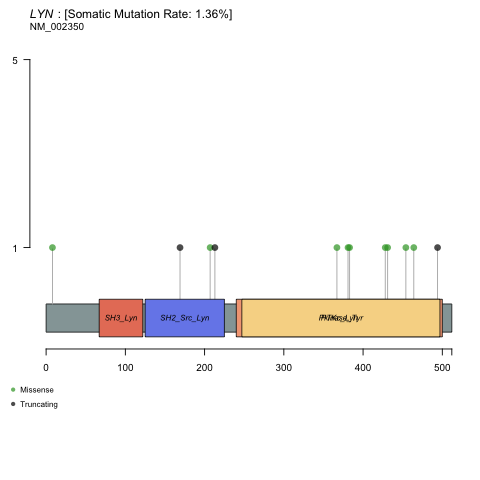 LYN : [Somatic Mutation Rate: 1.36%]
NM_002350
5
1
SH3_Lyn
SH2_Src_Lyn
0
100
200
300
400
500
Missense
Truncating